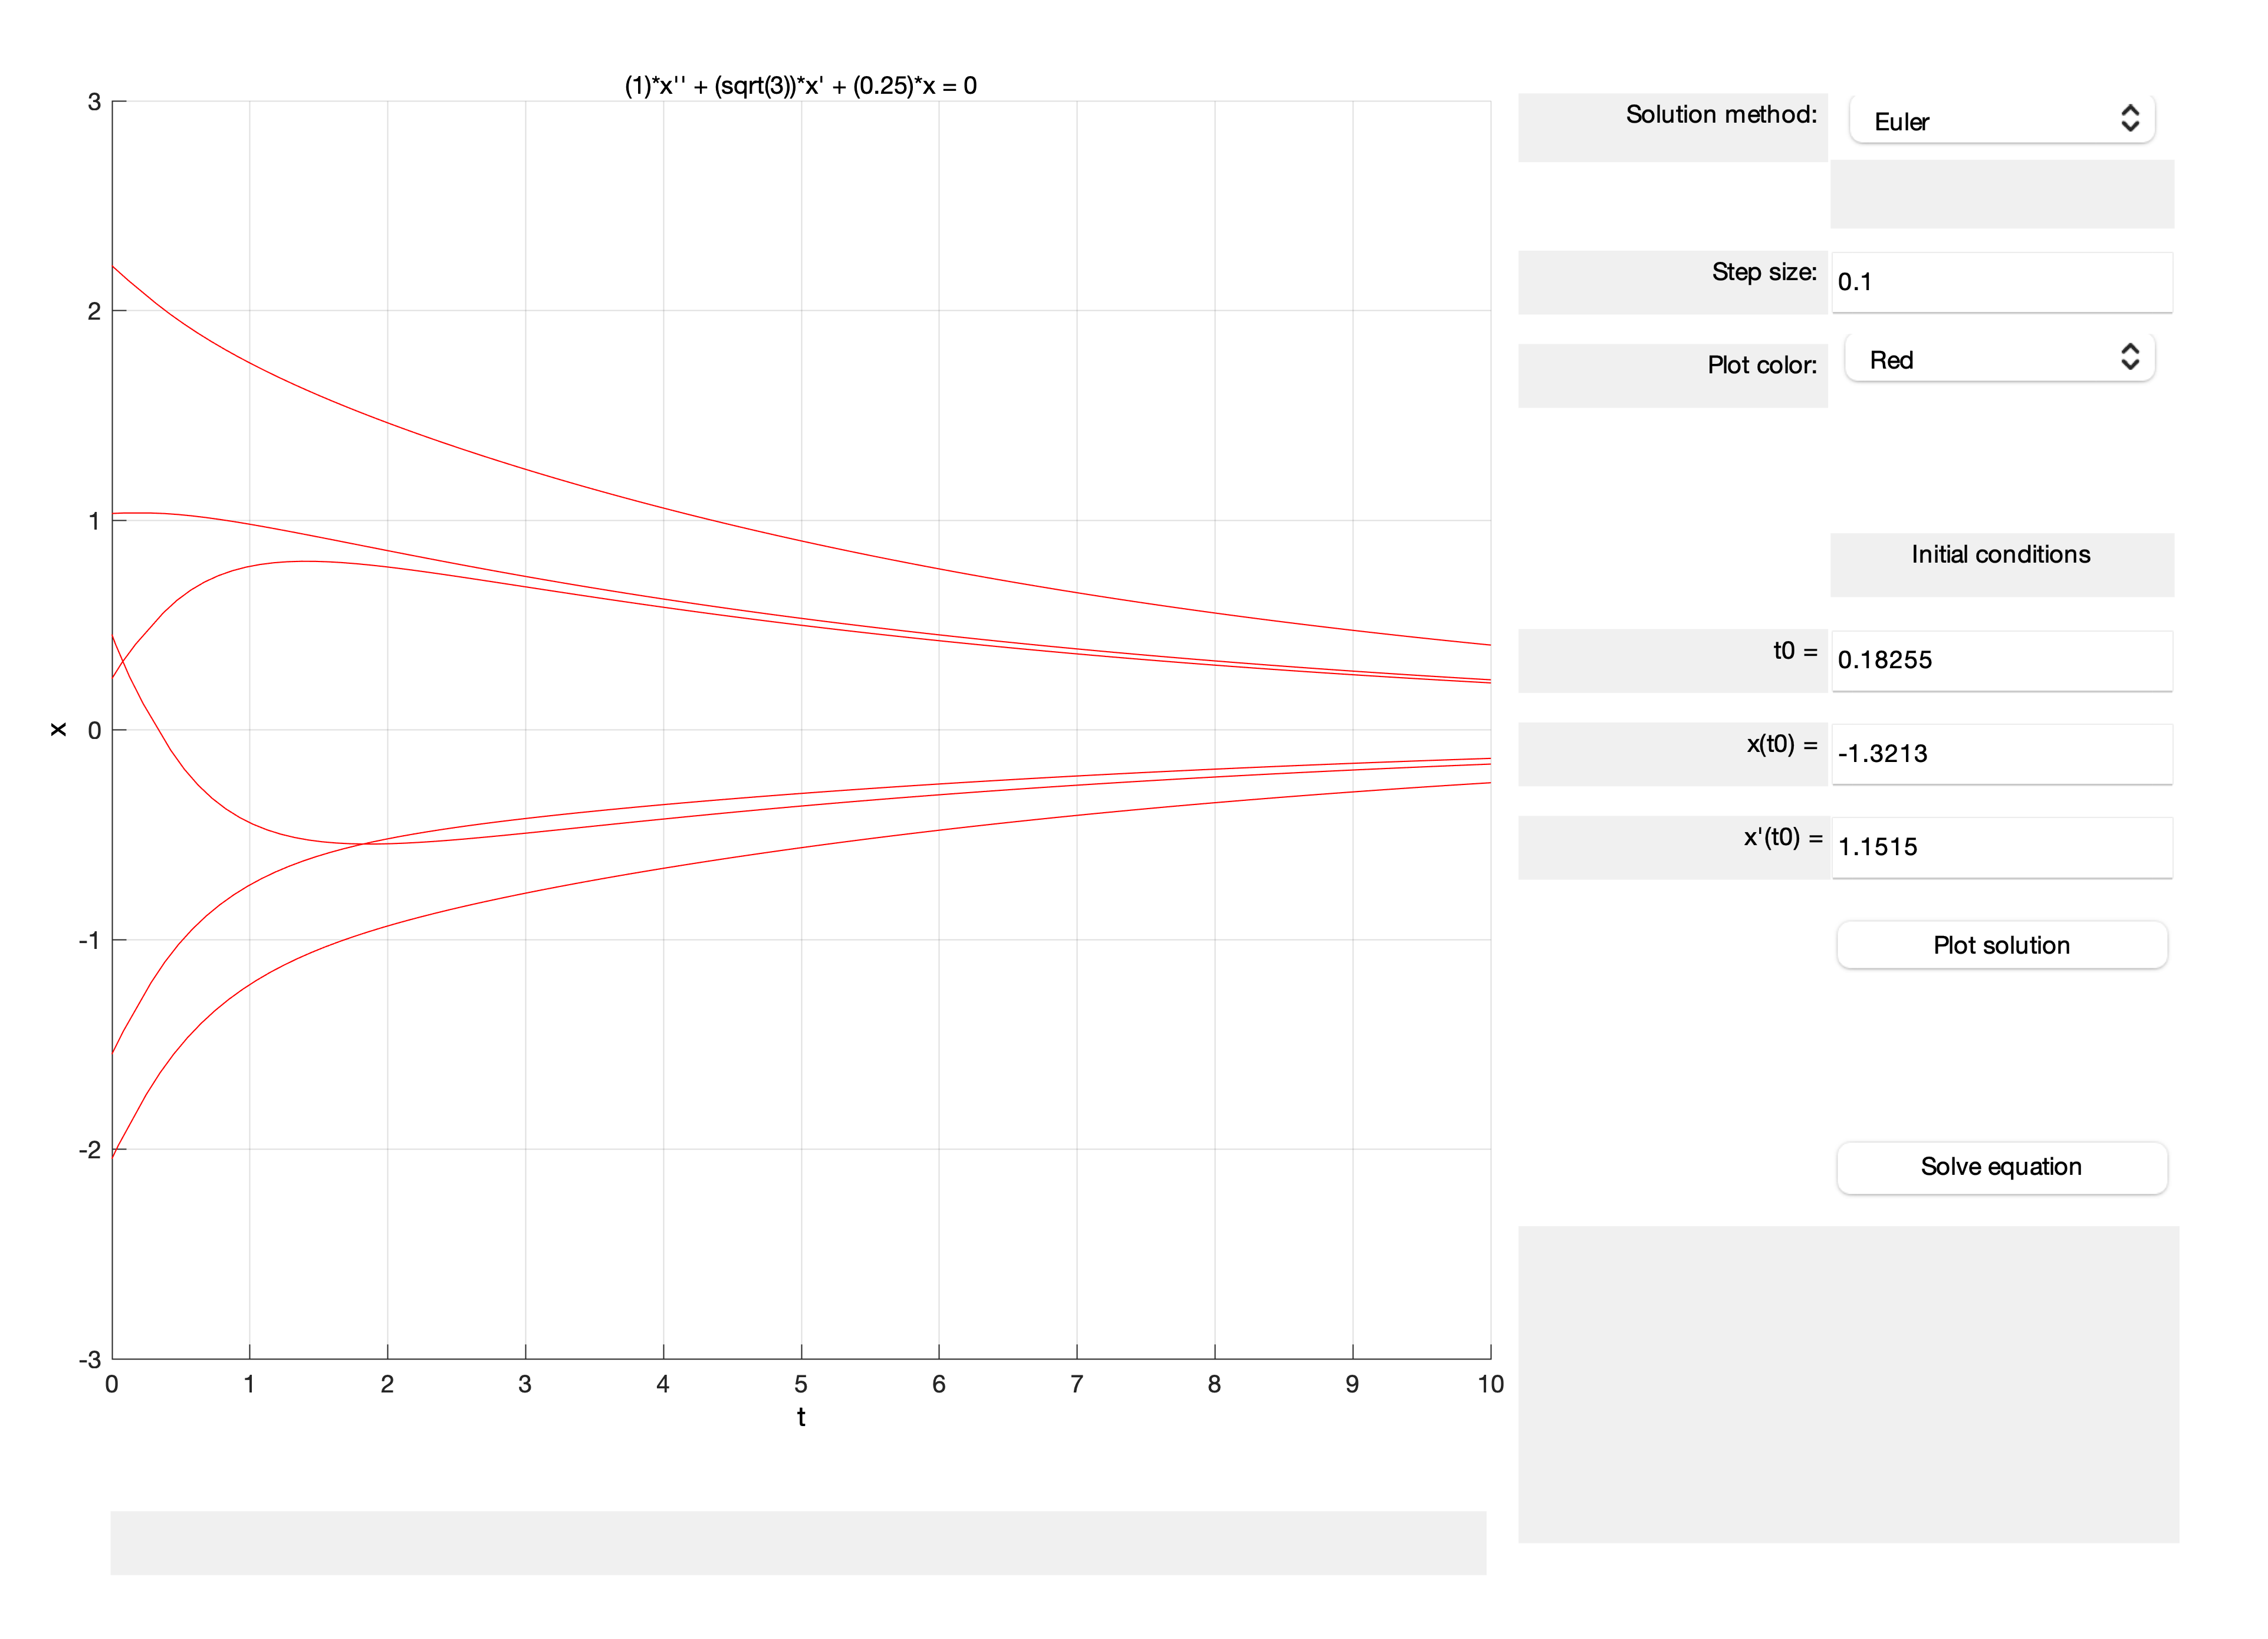 (1)*x'' + (sqrt(3))*x' + (0.25)*x = 0
3
2
1
0
-1
-2
-3
x
0 1 2 3 4 5 6 7 8 9 10
t
Solution method: Euler
Step size: 0.1
Plot color: Red
Initial conditions
t0 = 0.18255
x(t0) = -1.3213
x'(t0) = 1.1515
Plot solution
Solve equation